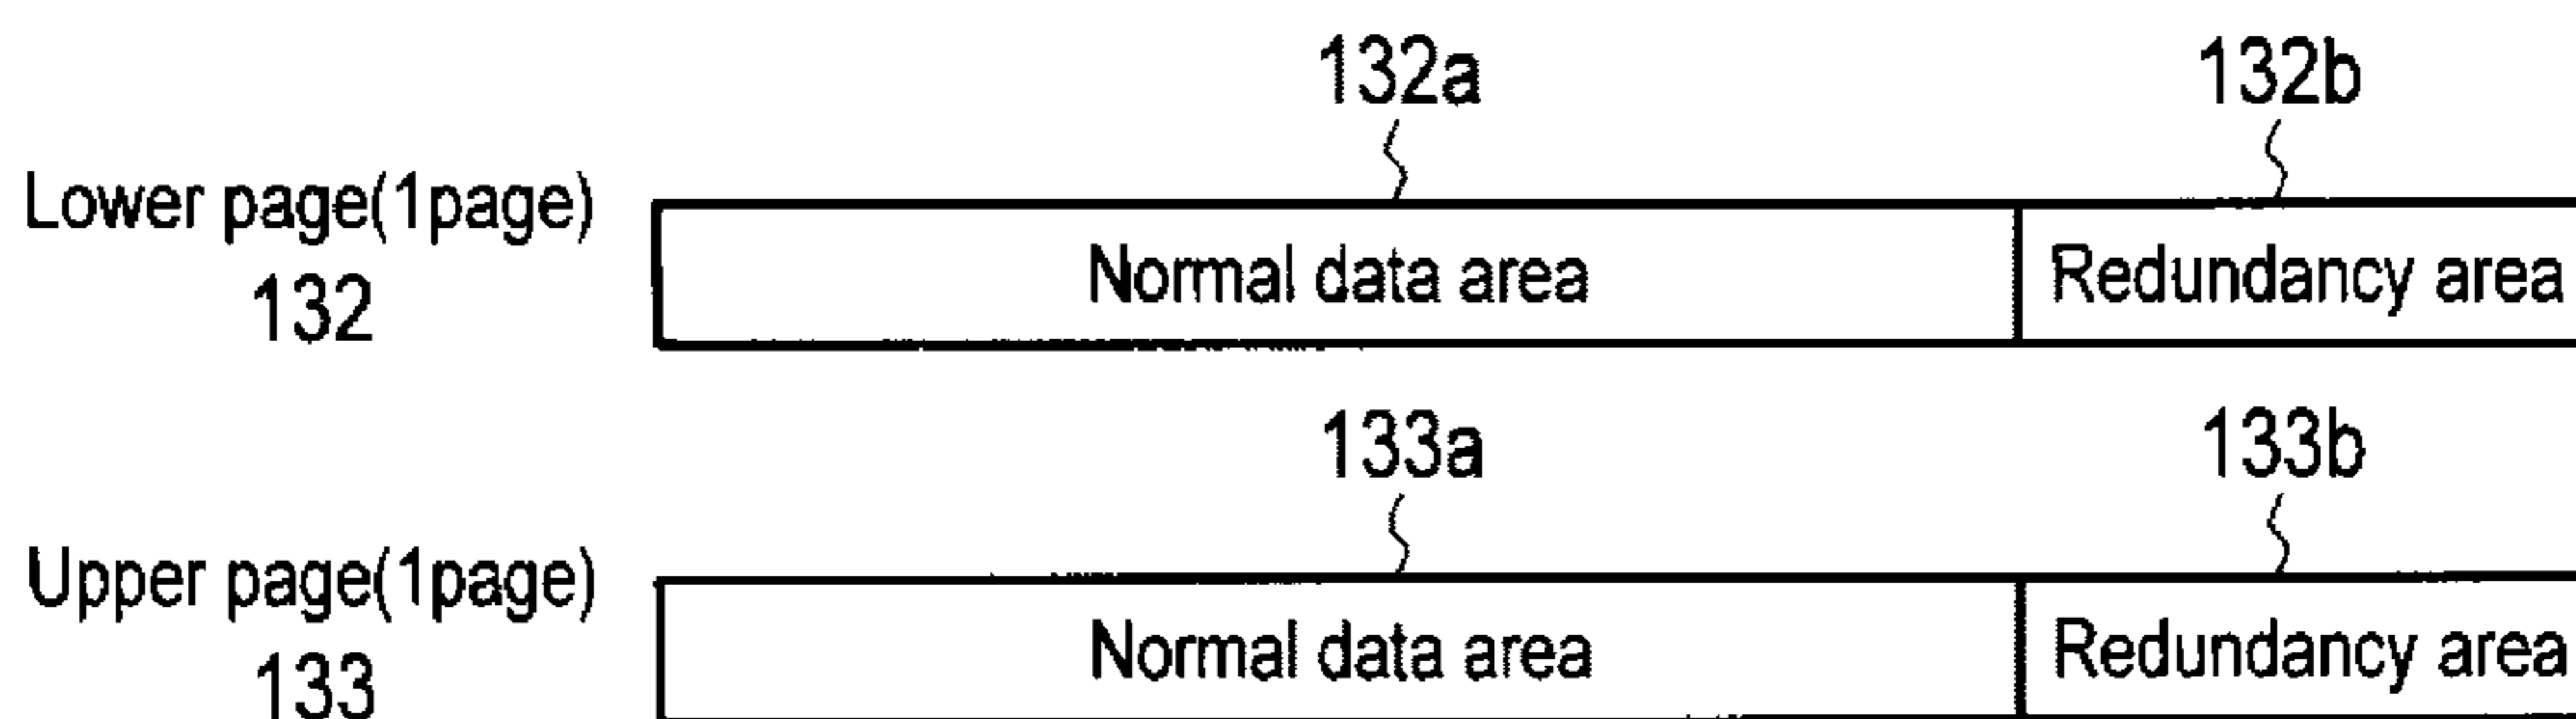 132a 132b
Lower page(1page)
132
Normal data area Redundancy area
133a 133b
Upper page(1page)
133
Normal data area Redundancy area